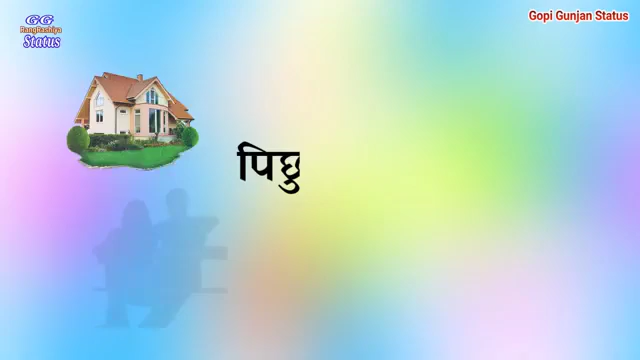 GG
RangRashiya
Status
Gopi Gunjan Status
पिछु